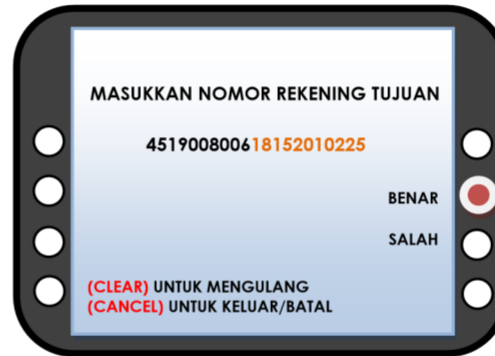 MASUKKAN NOMOR REKENING TUJUAN
451900800618152010225
BENAR
SALAH
(CLEAR) UNTUK MENGULANG
(CANCEL) UNTUK KELUAR/BATAL